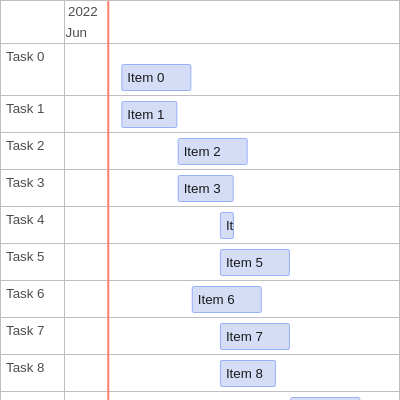 2022
Jun
Task 0
Item 0
Task 1
Item 1
Task 2
Item 2
Task 3
Item 3
Task 4
It
Task 5
Item 5
Task 6
Item 6
Task 7
Item 7
Task 8
Item 8